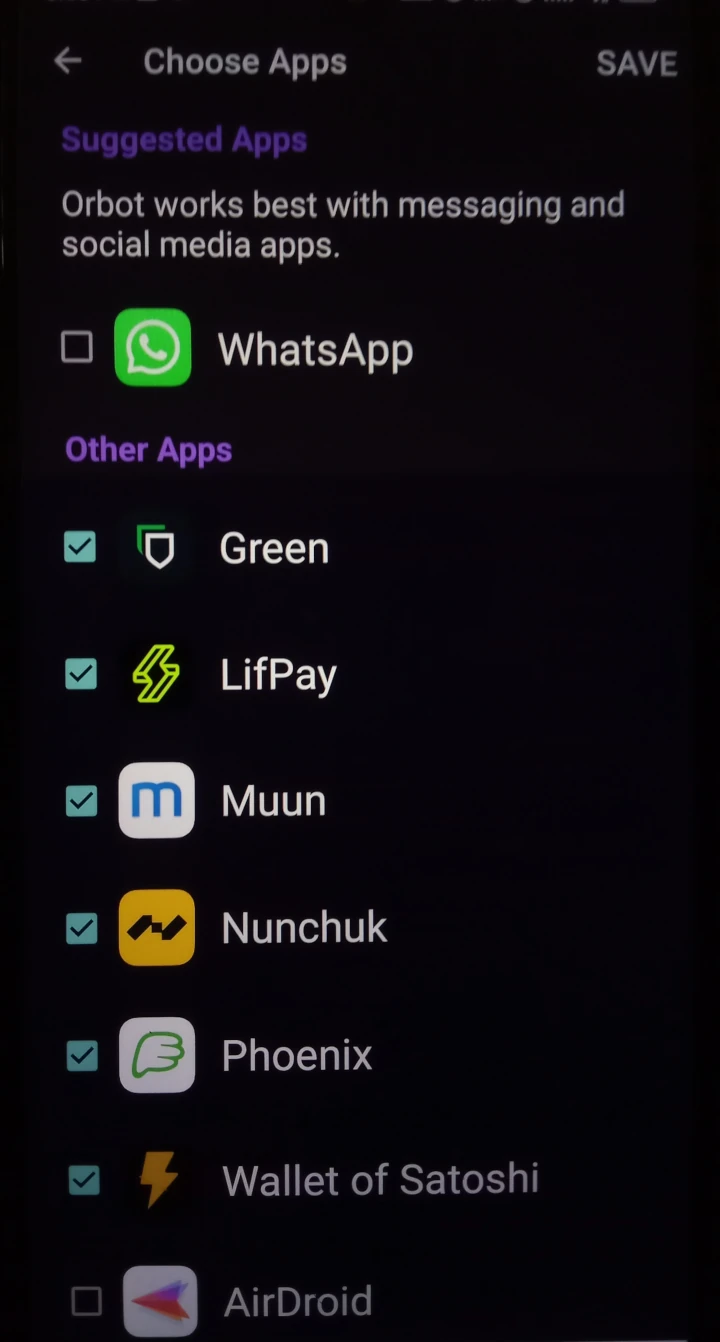 Choose Apps
SAVE
Suggested Apps
Orbot works best with messaging and
social media apps.
WhatsApp
Other Apps
Green
LifPay
m
Muun
Nunchuk
Phoenix
Wallet of Satoshi
AirDroid